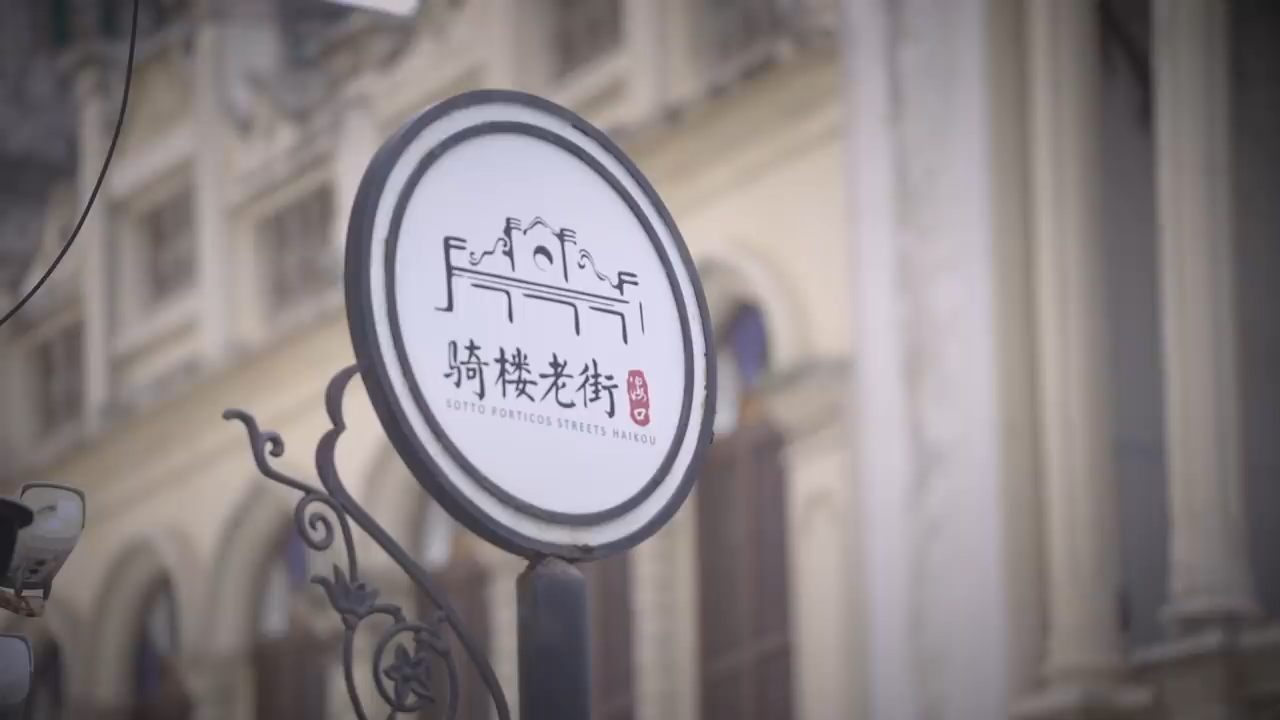 骑楼老街
海口
SOTTO PORTICOS STREETS HAIKOU